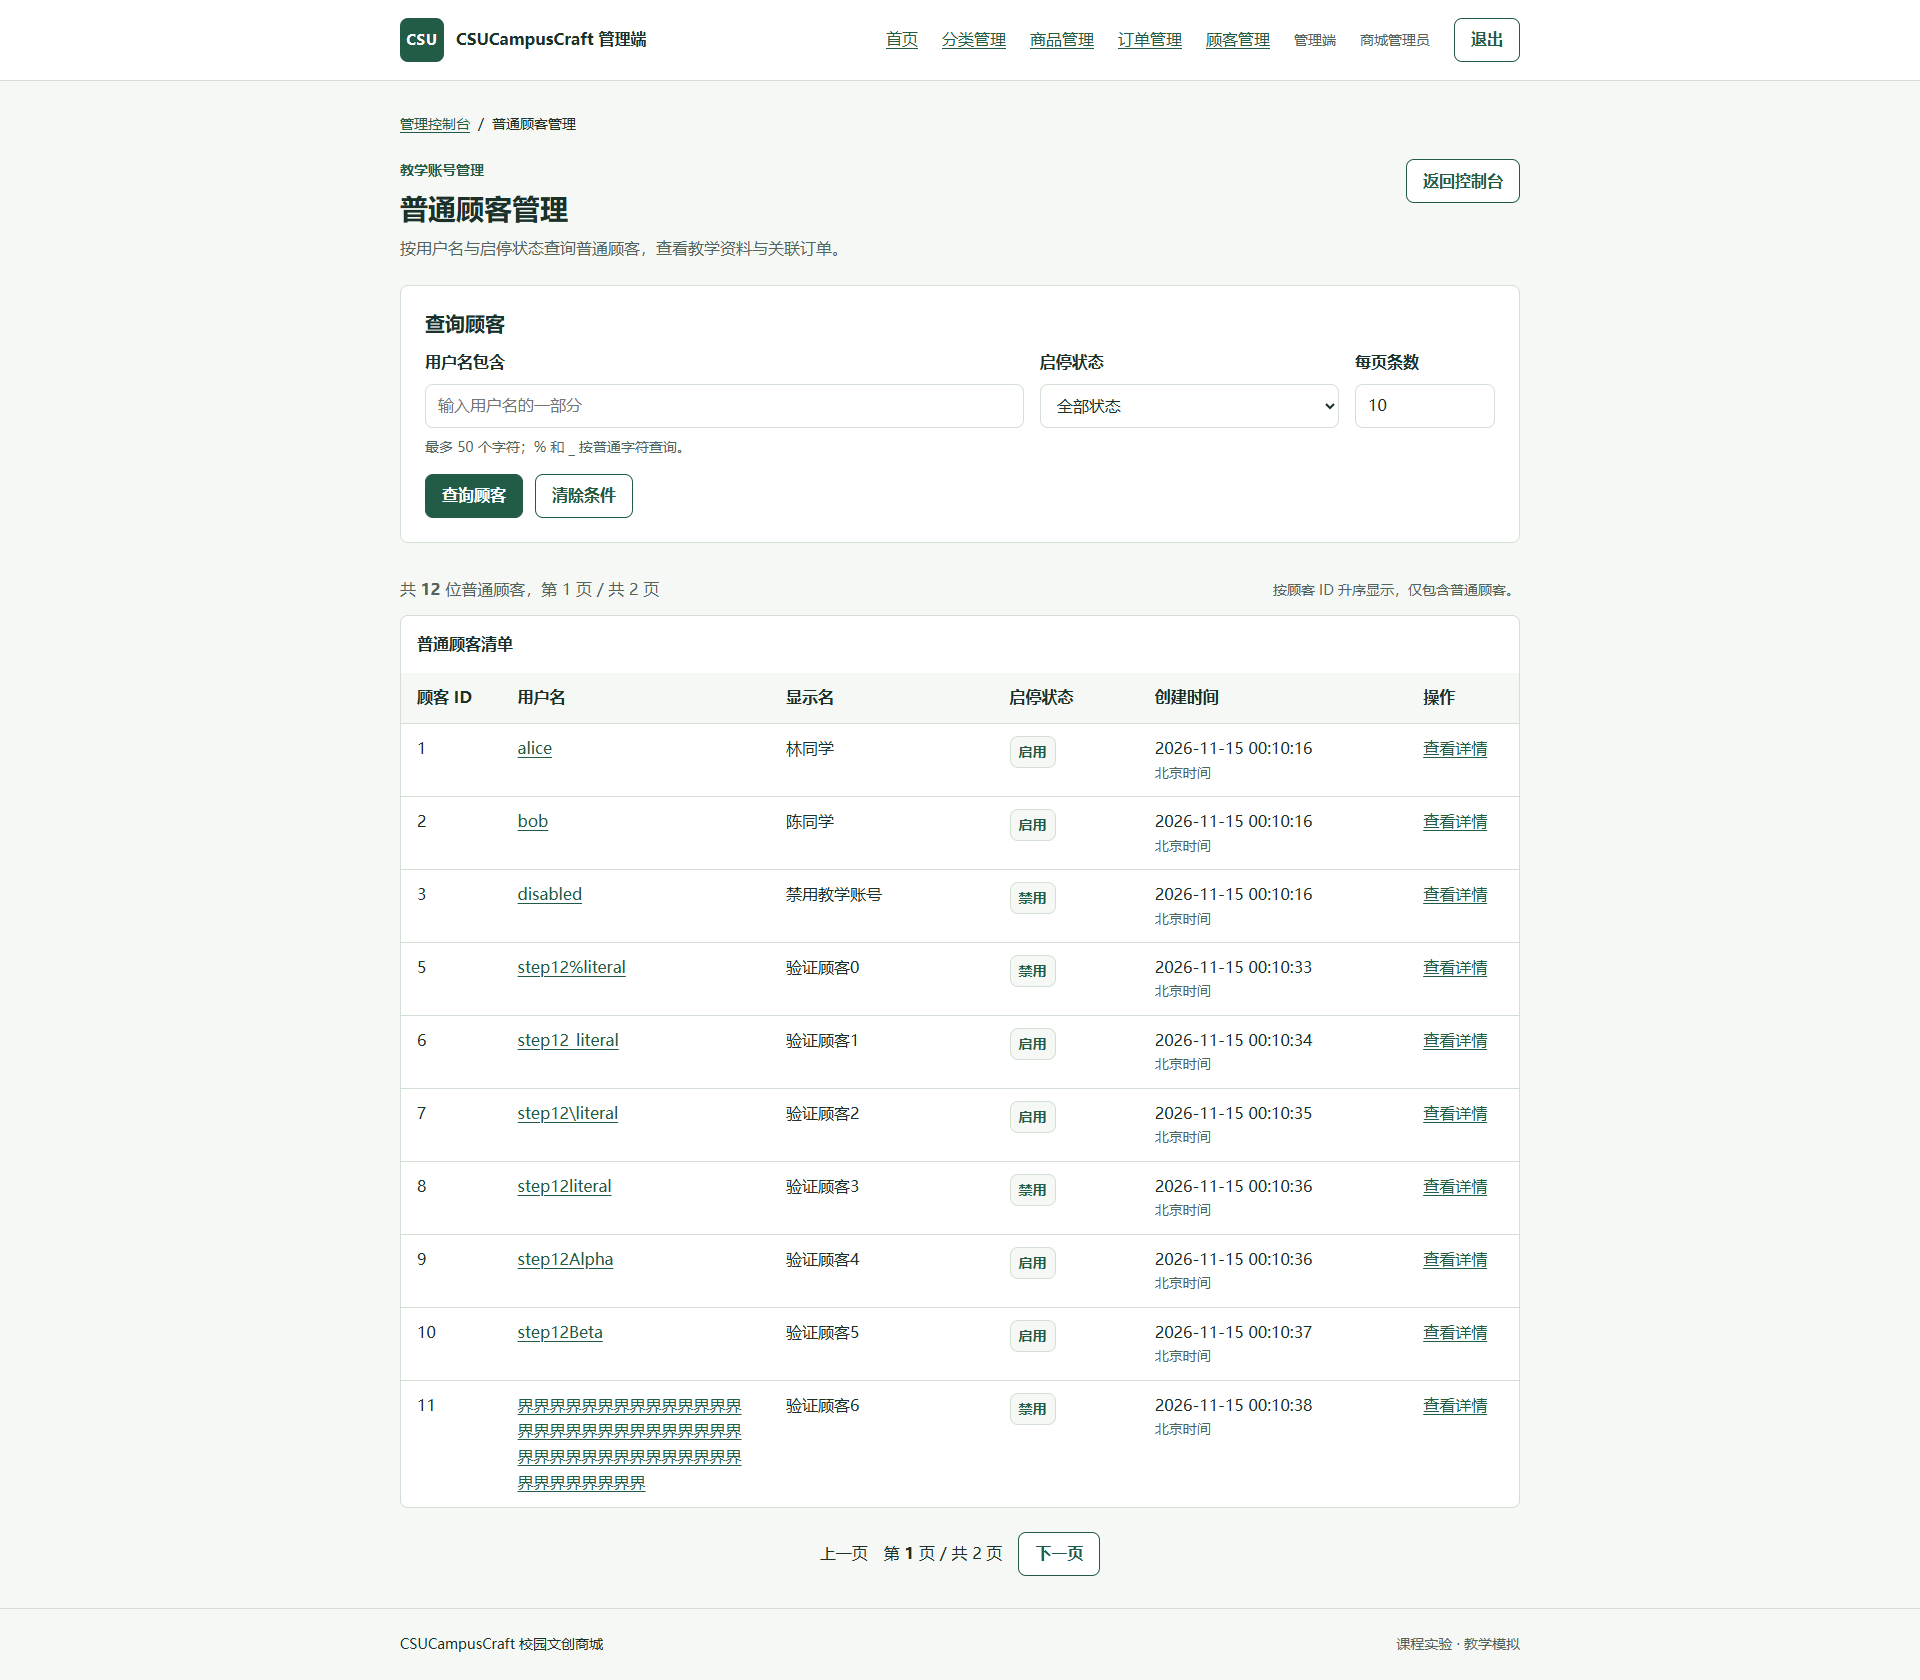 CSU CSUCampusCraft 管理端 首页 分类管理 商品管理 订单管理 顾客管理 管理端 商城管理员 退出
管理控制台 / 普通顾客管理
教学账号管理
普通顾客管理
返回控制台
按用户名与启停状态查询普通顾客，查看教学资料与关联订单。
查询顾客
用户名包含 启停状态 每页条数
输入用户名的一部分 全部状态 10
最多 50 个字符；% 和 _ 按普通字符查询。
查询顾客 清除条件
共 12 位普通顾客，第 1 页 / 共 2 页 按顾客 ID 升序显示，仅包含普通顾客。
普通顾客清单
顾客 ID 用户名 显示名 启停状态 创建时间 操作
1 alice 林同学 启用 2026-11-15 00:10:16 查看详情
北京时间
2 bob 陈同学 启用 2026-11-15 00:10:16 查看详情
北京时间
3 disabled 禁用教学账号 禁用 2026-11-15 00:10:16 查看详情
北京时间
5 step12%literal 验证顾客0 禁用 2026-11-15 00:10:33 查看详情
北京时间
6 step12_literal 验证顾客1 启用 2026-11-15 00:10:34 查看详情
北京时间
7 step12\literal 验证顾客2 启用 2026-11-15 00:10:35 查看详情
北京时间
8 step12literal 验证顾客3 禁用 2026-11-15 00:10:36 查看详情
北京时间
9 step12Alpha 验证顾客4 启用 2026-11-15 00:10:36 查看详情
北京时间
10 step12Beta 验证顾客5 启用 2026-11-15 00:10:37 查看详情
北京时间
11 界界界界界界界界界界界界界界 验证顾客6 禁用 2026-11-15 00:10:38 查看详情
界界界界界界界界界界界界界界 北京时间
界界界界界界界界界界界界界界
界界界界界界界界
上一页 第 1 页 / 共 2 页 下一页
CSUCampusCraft 校园文创商城 课程实验 · 教学模拟